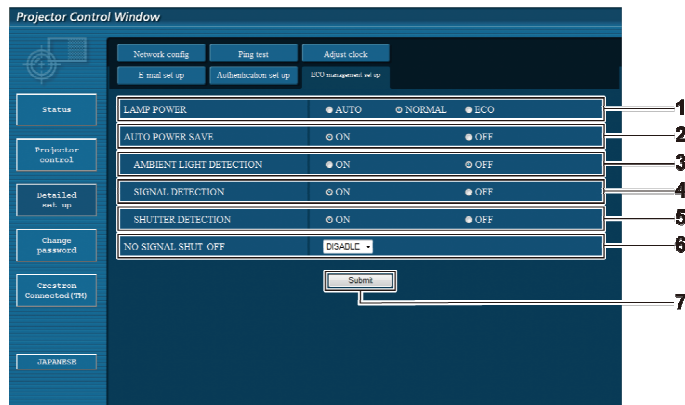 Projector Control Window
Network config Ping test Adjust clock
E-mail set up Authentication set up ECO management set up
Status
Projector control
Detailed set up
Change password
Crestron Connected(TM)
JAPANESE
LAMP POWER AUTO NORMAL ECO 1
AUTO POWER SAVE ON OFF 2
AMBIENT LIGHT DETECTION ON OFF 3
SIGNAL DETECTION ON OFF 4
SHUTTER DETECTION ON OFF 5
NO SIGNAL SHUT OFF DISABLE 6
Submit 7